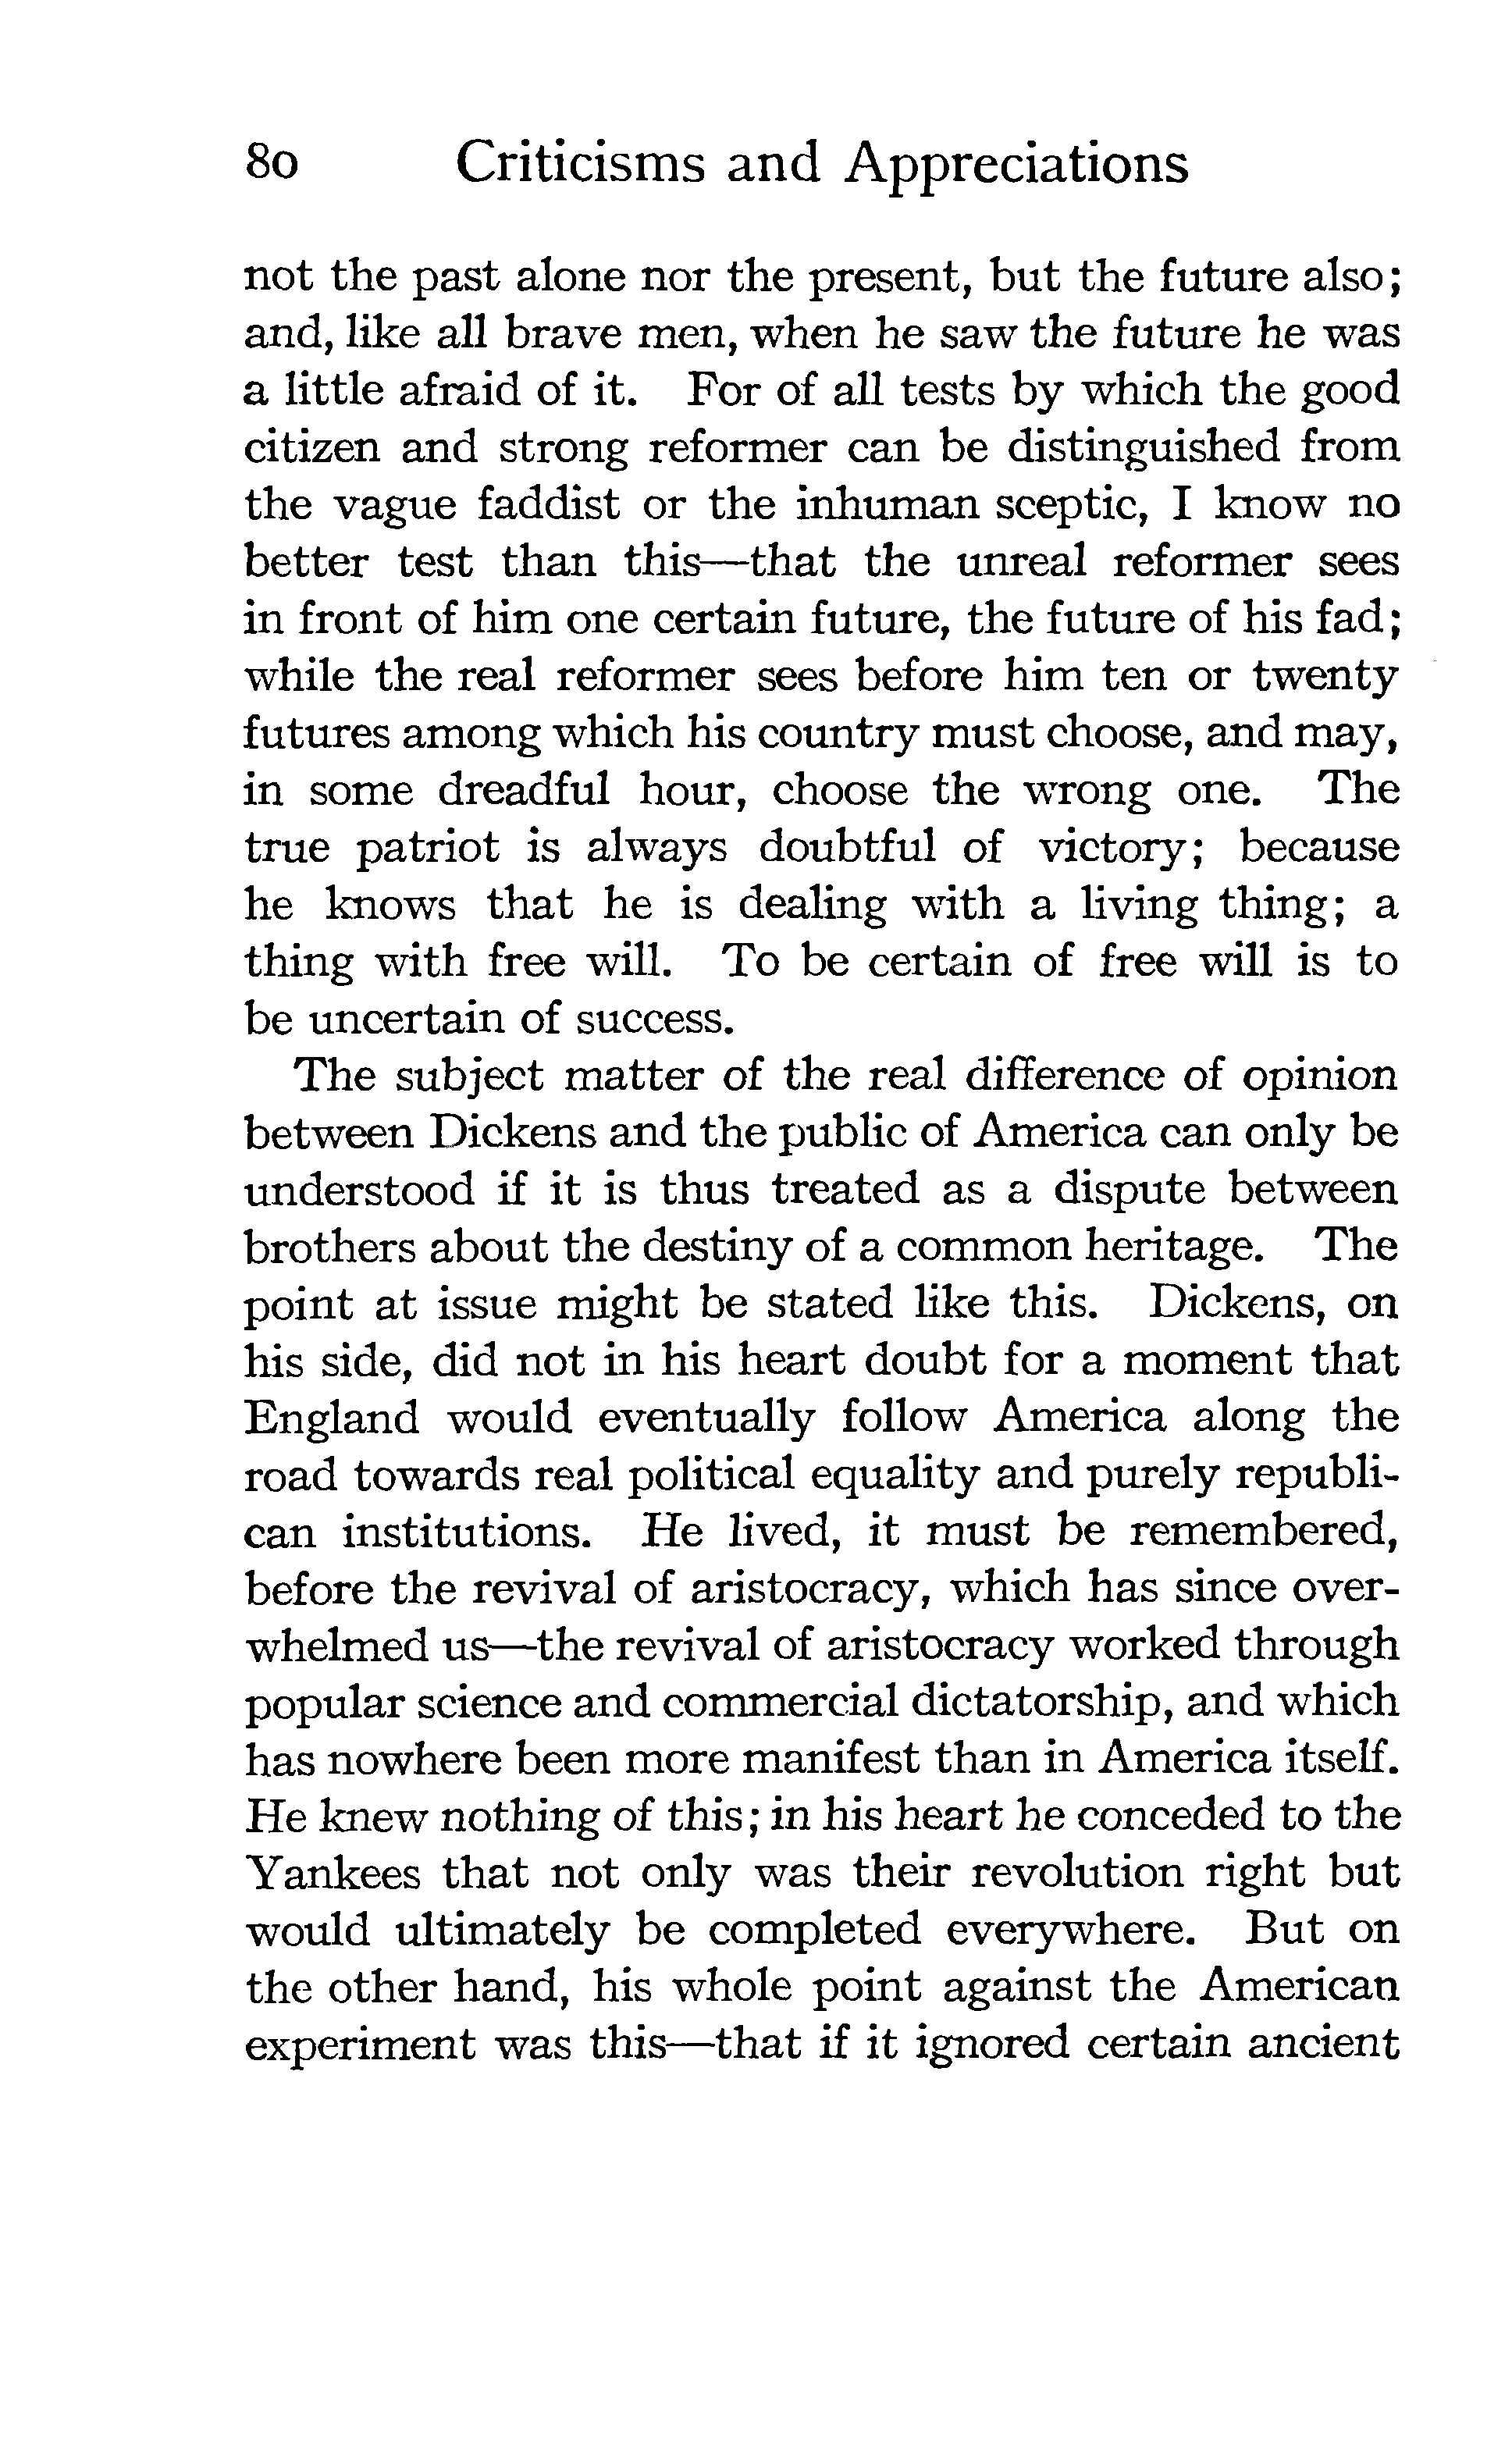 80 Criticisms and Appreciations
not the past alone nor the present, but the future also;
and, like all brave men, when he saw the future he was
a little afraid of it. For of all tests by which the good
citizen and strong reformer can be distinguished from
the vague faddist or the inhuman sceptic, I know no
better test than this—that the unreal reformer sees
in front of him one certain future, the future of his fad;
while the real reformer sees before him ten or twenty
futures among which his country must choose, and may,
in some dreadful hour, choose the wrong one. The
true patriot is always doubtful of victory; because
he knows that he is dealing with a living thing; a
thing with free will. To be certain of free will is to
be uncertain of success.
The subject matter of the real difference of opinion
between Dickens and the public of America can only be
understood if it is thus treated as a dispute between
brothers about the destiny of a common heritage. The
point at issue might be stated like this. Dickens, on
his side, did not in his heart doubt for a moment that
England would eventually follow America along the
road towards real political equality and purely republi-
can institutions. He lived, it must be remembered,
before the revival of aristocracy, which has since over-
whelmed us—the revival of aristocracy worked through
popular science and commercial dictatorship, and which
has nowhere been more manifest than in America itself.
He knew nothing of this; in his heart he conceded to the
Yankees that not only was their revolution right but
would ultimately be completed everywhere. But on
the other hand, his whole point against the American
experiment was this—that if it ignored certain ancient